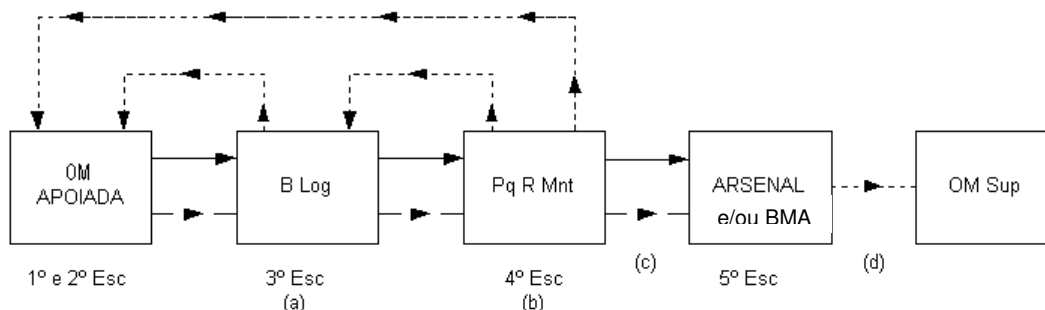 OM
APOIADA
B Log
Pq R Mnt
ARSENAL
e/ou BMA
OM Sup
1º e 2º Esc
3º Esc
(a)
4º Esc
(b)
(c)
5º Esc
(d)